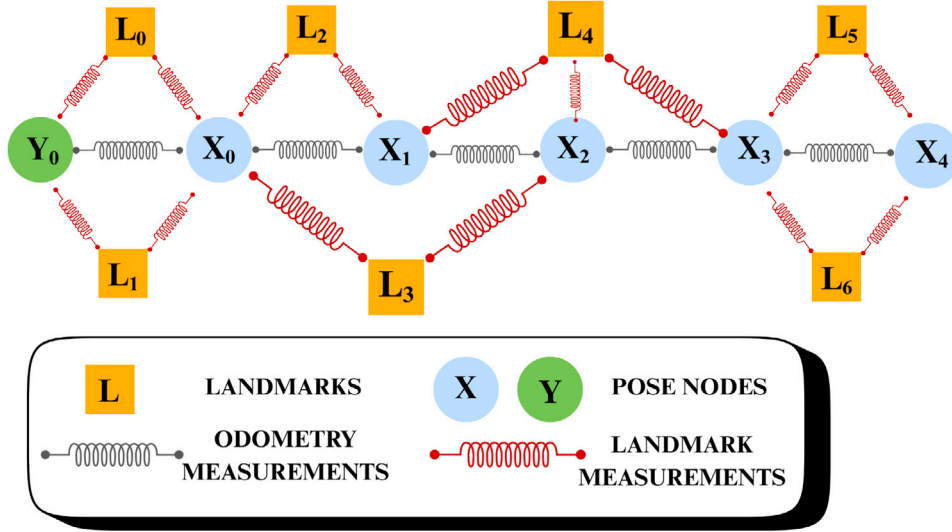 L₀ L₂ L₄ L₅
Y₀ X₀ X₁ X₂ X₃ X₄
L₁ L₃ L₆
L LANDMARKS X Y POSE NODES
ODOMETRY
MEASUREMENTS
LANDMARK
MEASUREMENTS